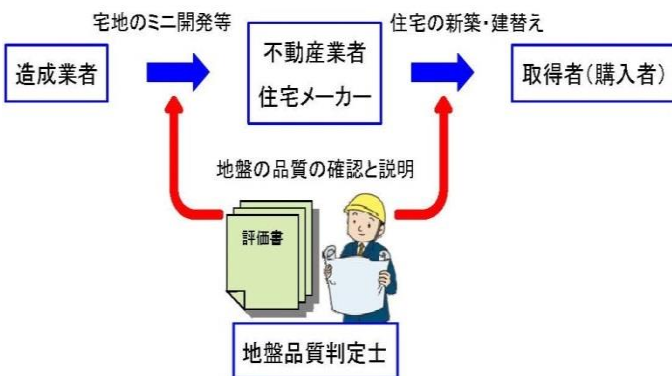 宅地のミニ開発等
住宅の新築・建替え
造成業者
不動産業者
住宅メーカー
取得者(購入者)
地盤の品質の確認と説明
評価書
地盤品質判定士